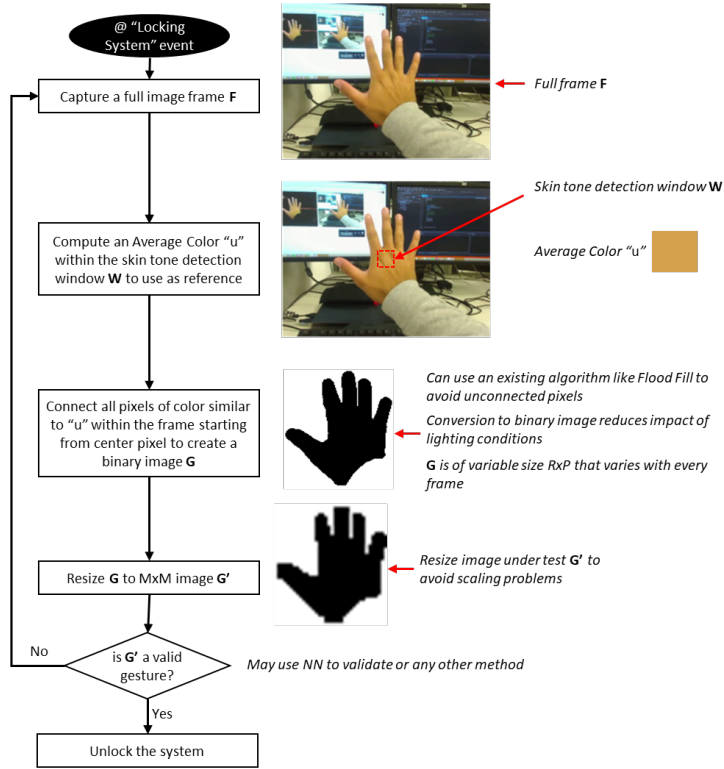 @ “Locking
System” event
Capture a full image frame F
Full frame F
Skin tone detection window W
Compute an Average Color “u”
within the skin tone detection
window W to use as reference
Average Color “u”
Connect all pixels of color similar
to “u” within the frame starting
from center pixel to create a
binary image G
Can use an existing algorithm like Flood Fill to
avoid unconnected pixels
Conversion to binary image reduces impact of
lighting conditions
G is of variable size RxP that varies with every
frame
Resize G to MxM image G’
Resize image under test G’ to
avoid scaling problems
No
is G’ a valid
gesture?
May use NN to validate or any other method
Yes
Unlock the system